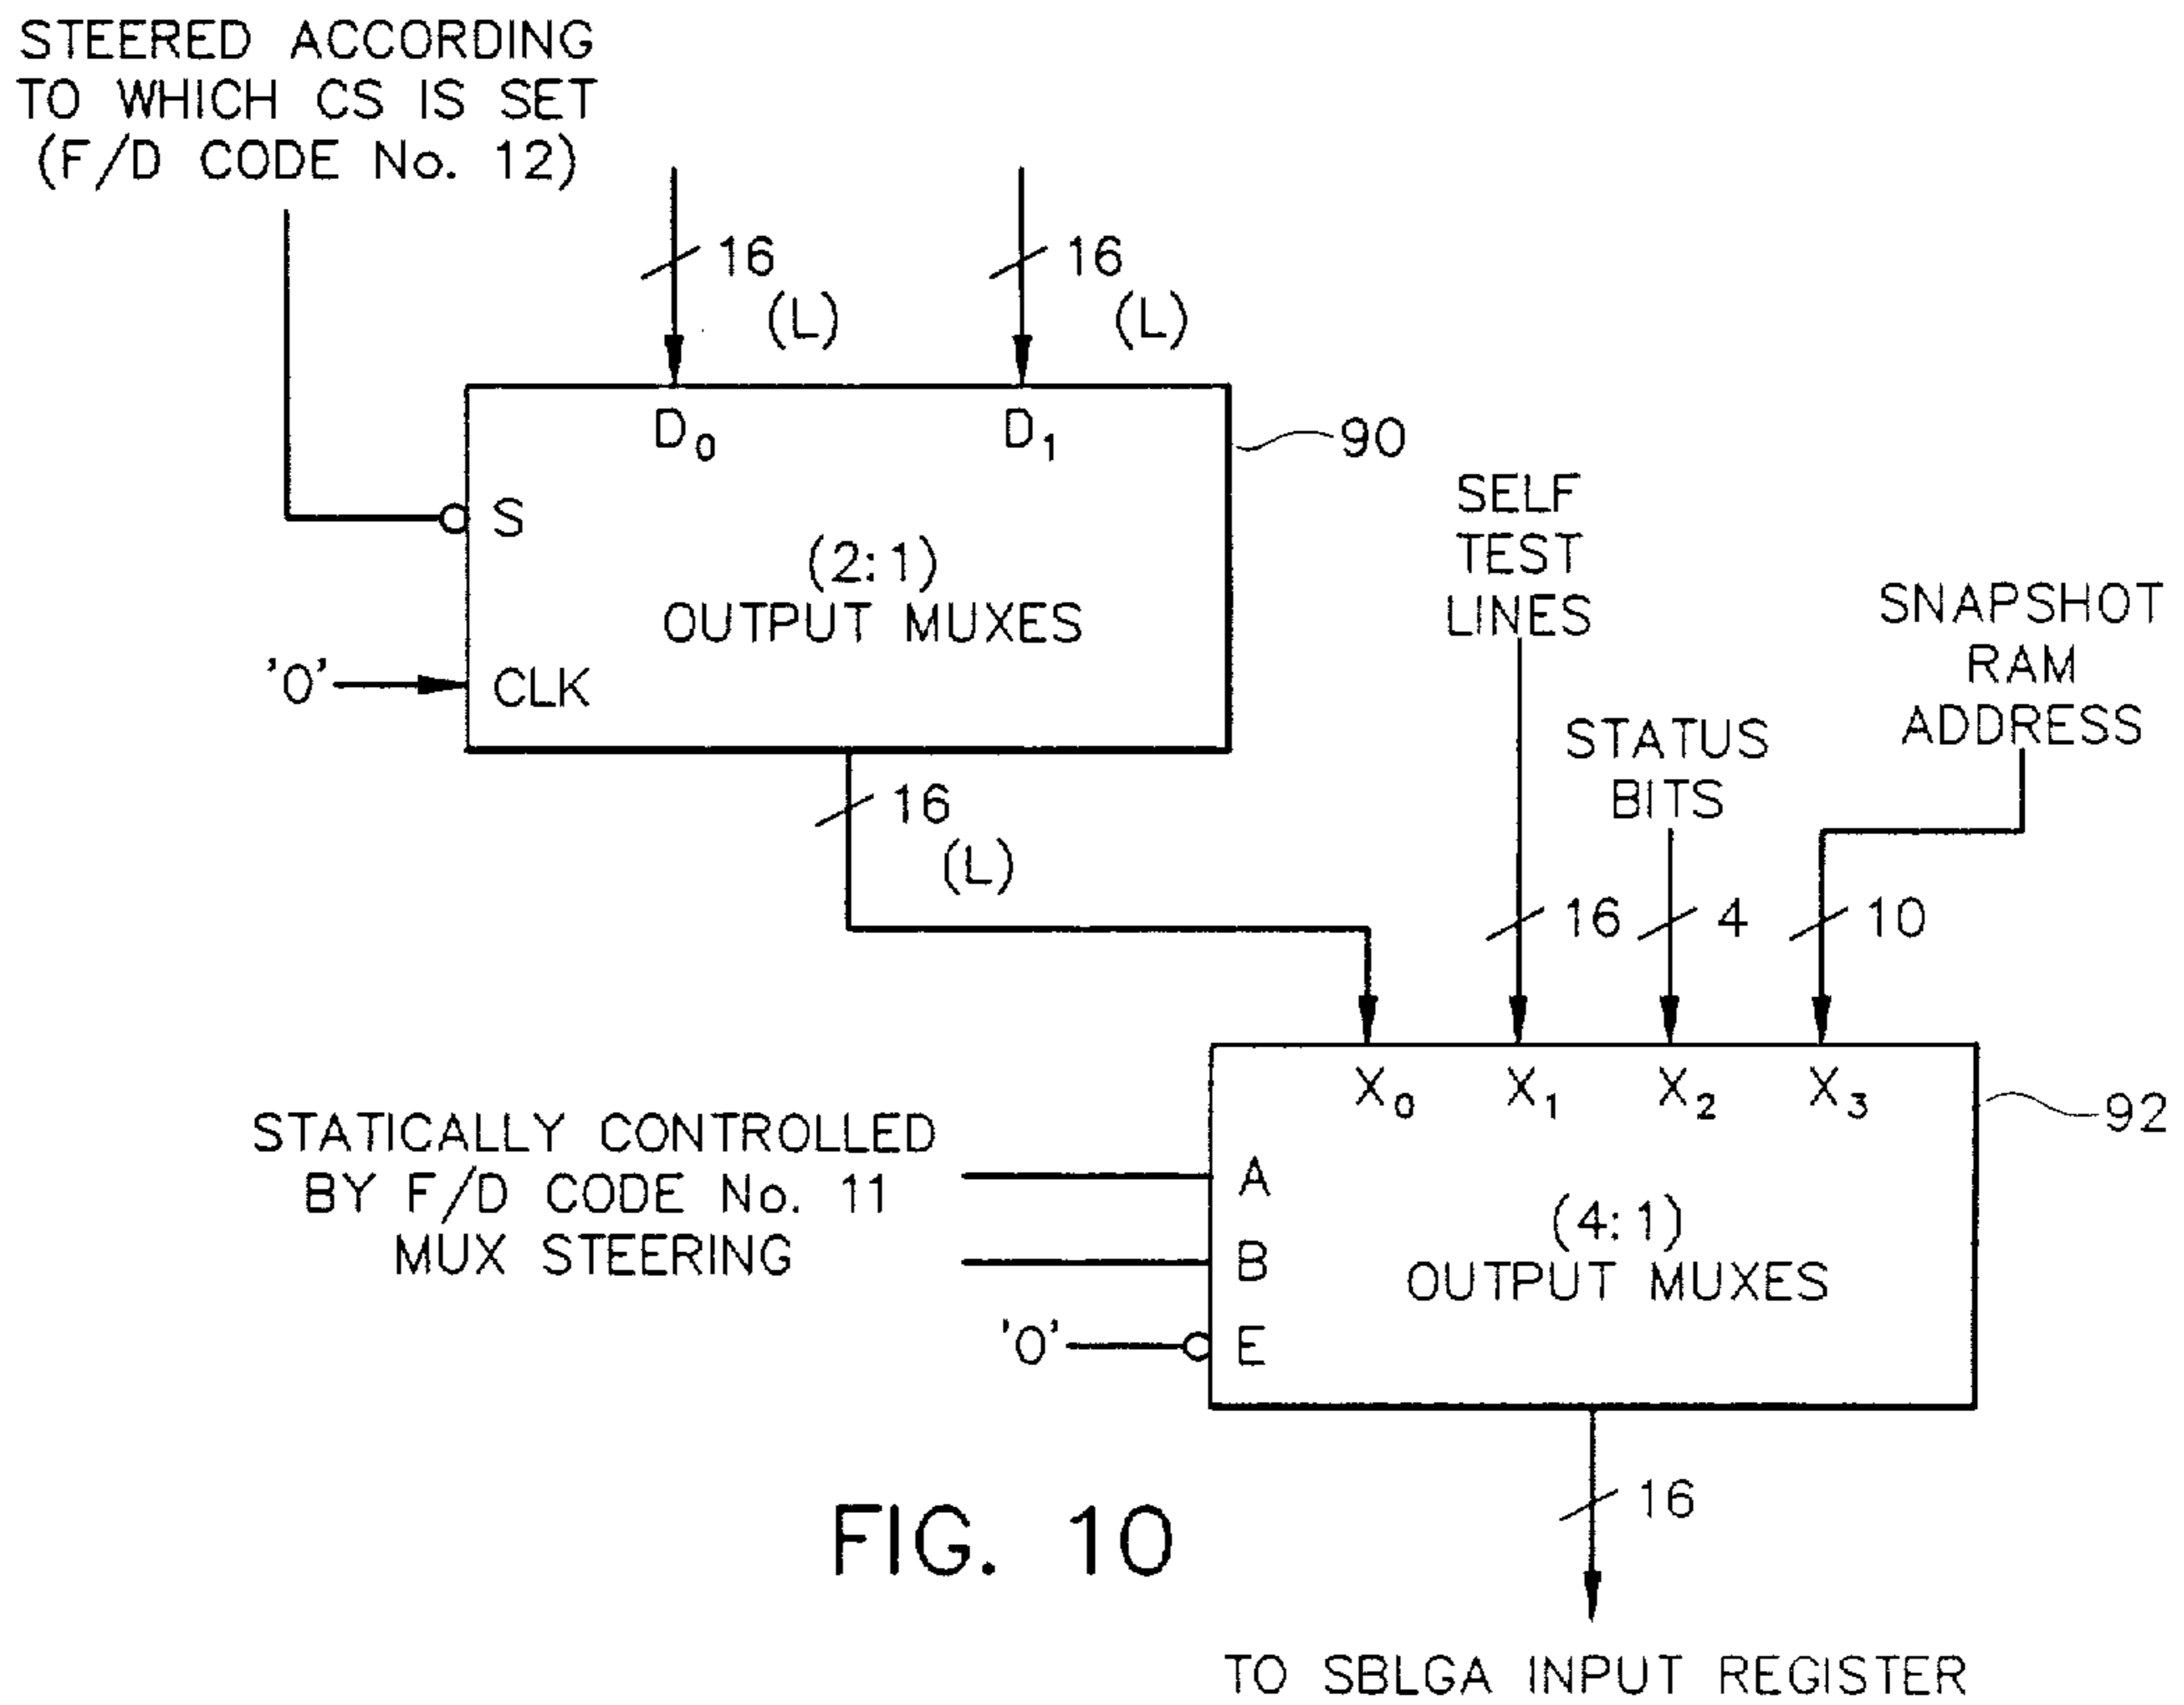 STEERED ACCORDING
TO WHICH CS IS SET
(F/D CODE No. 12)
16
(L)
16
(L)
D0
D1
90
S
(2:1)
OUTPUT MUXES
'0'
CLK
16
(L)
SELF
TEST
LINES
STATUS
BITS
SNAPSHOT
RAM
ADDRESS
16
4
10
X0
X1
X2
X3
92
STATICALLY CONTROLLED
BY F/D CODE No. 11
MUX STEERING
A
B
'0'
E
(4:1)
OUTPUT MUXES
16
FIG. 10
TO SBLGA INPUT REGISTER